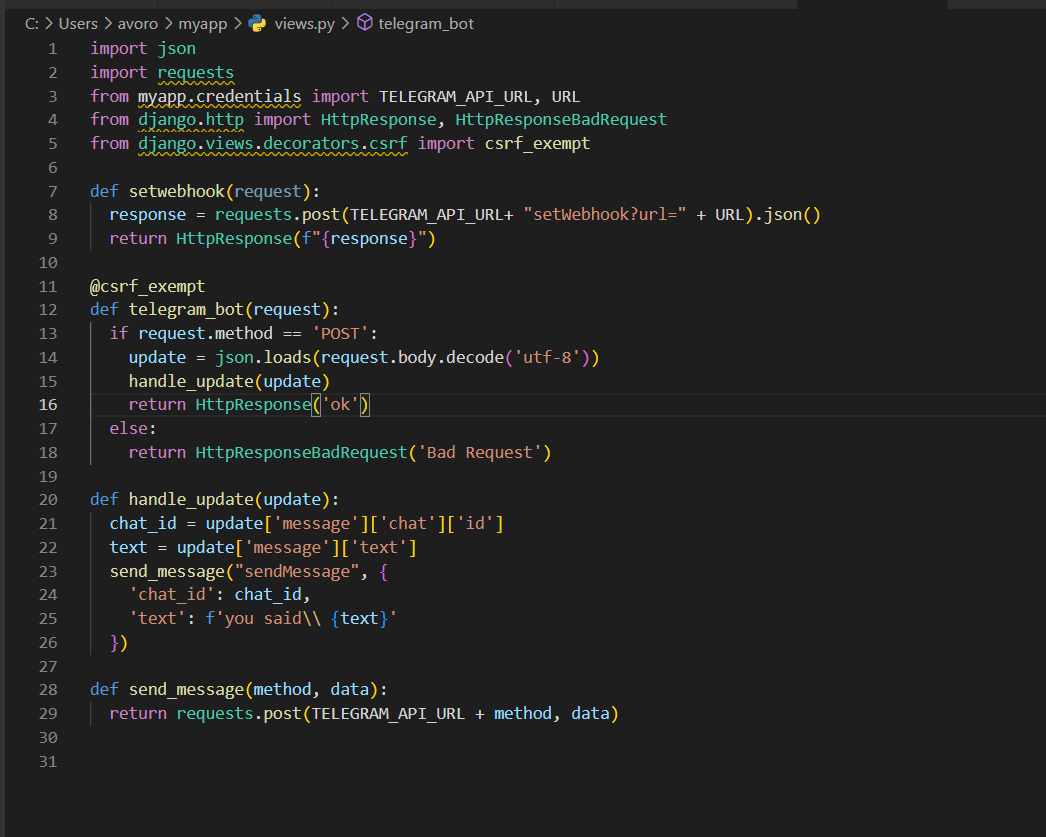 C: > Users > avoro > myapp > views.py > telegram_bot
1 import json
2 import requests
3 from myapp.credentials import TELEGRAM_API_URL, URL
4 from django.http import HttpResponse, HttpResponseBadRequest
5 from django.views.decorators.csrf import csrf_exempt
6
7 def setwebhook(request):
8   response = requests.post(TELEGRAM_API_URL+ "setWebhook?url=" + URL).json()
9   return HttpResponse(f"{response}")
10
11 @csrf_exempt
12 def telegram_bot(request):
13   if request.method == 'POST':
14     update = json.loads(request.body.decode('utf-8'))
15     handle_update(update)
16     return HttpResponse('ok')
17   else:
18     return HttpResponseBadRequest('Bad Request')
19
20 def handle_update(update):
21   chat_id = update['message']['chat']['id']
22   text = update['message']['text']
23   send_message("sendMessage", {
24     'chat_id': chat_id,
25     'text': f'you said\\ {text}'
26   })
27
28 def send_message(method, data):
29   return requests.post(TELEGRAM_API_URL + method, data)
30
31